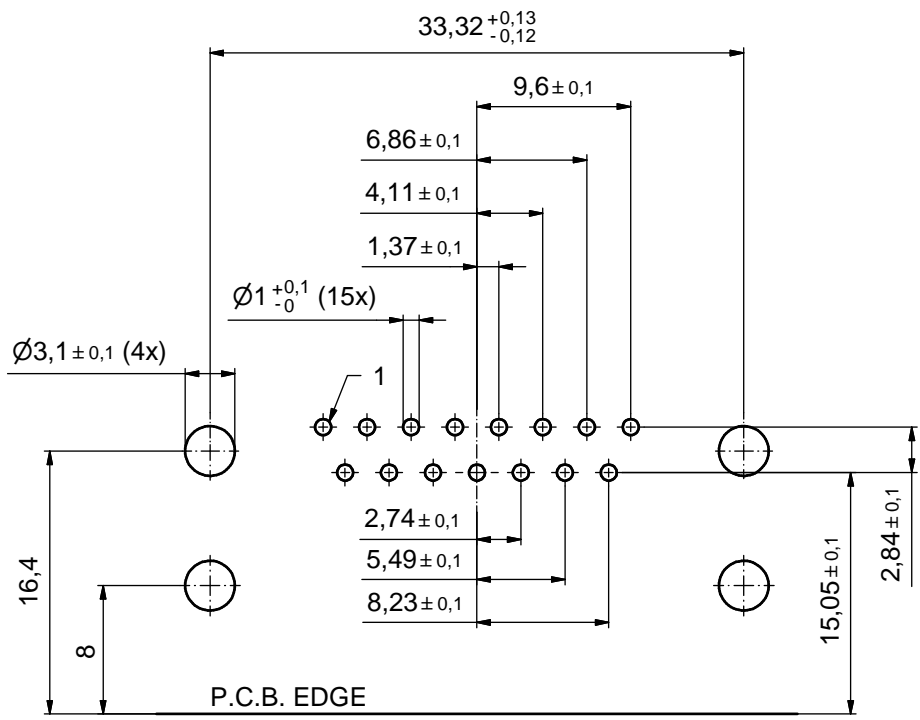 33,32 +0,13 -0,12
9,6 ± 0,1
6,86 ± 0,1
4,11 ± 0,1
1,37 ± 0,1
Ø1 +0,1 -0 (15x)
Ø3,1 ± 0,1 (4x)
1
2,74 ± 0,1
5,49 ± 0,1
8,23 ± 0,1
16,4
8
15,05 ± 0,1
2,84 ± 0,1
P.C.B. EDGE